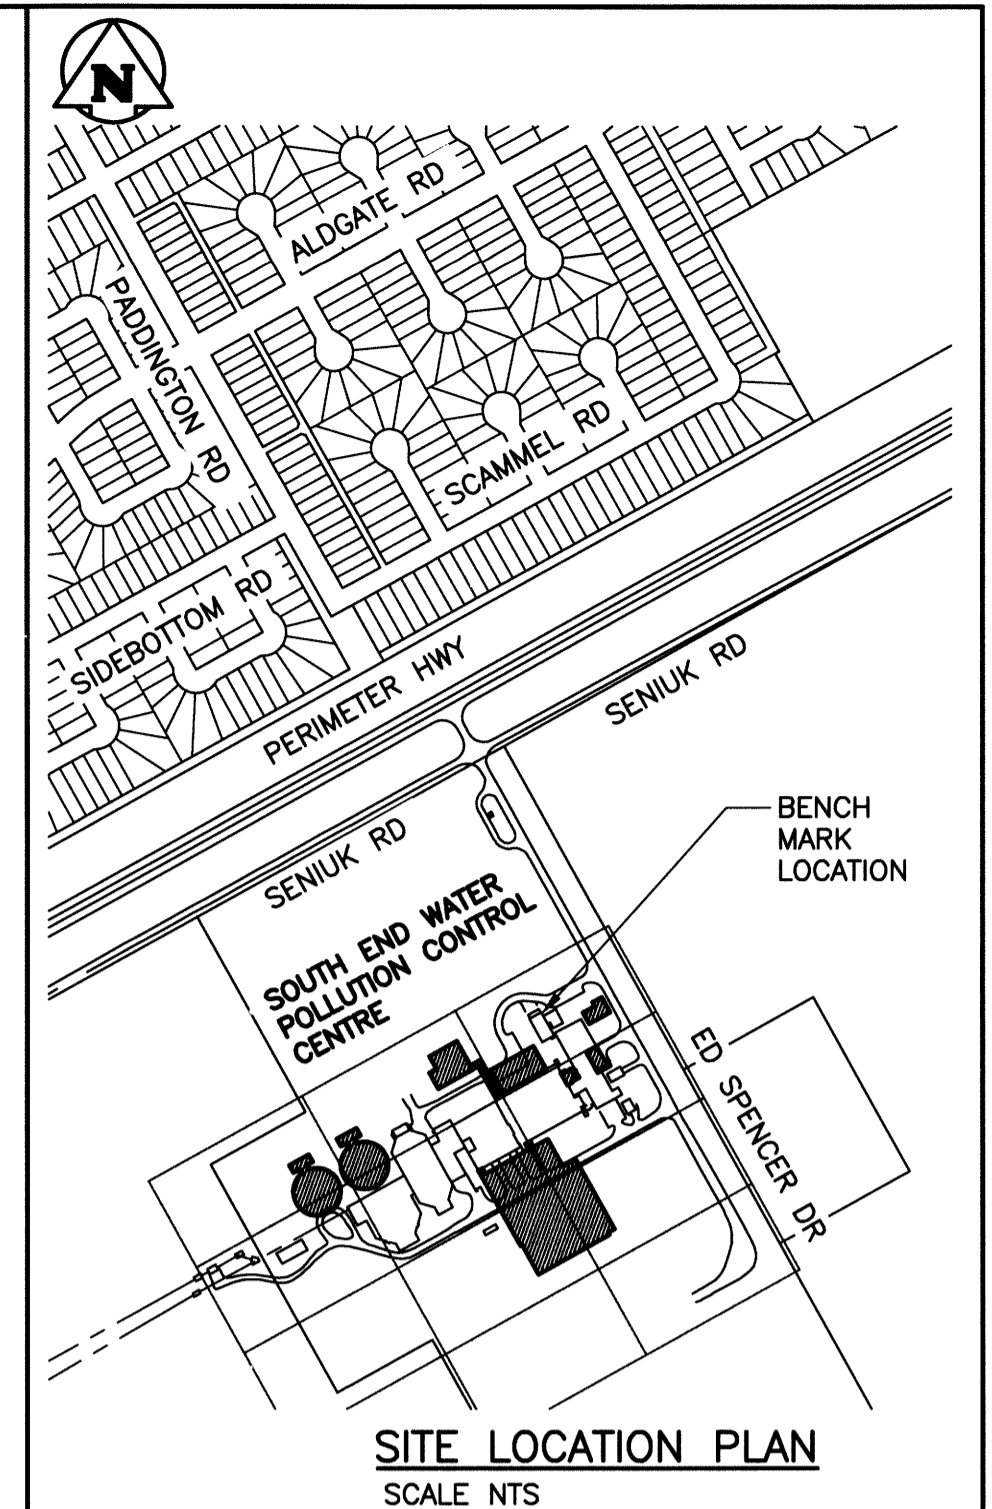 N
ALDGATE RD
PADDINGTON RD
SCAMMEL RD
SIDEBOTTOM RD
PERIMETER HWY
SENIUK RD
SENIUK RD
BENCH
MARK
LOCATION
SOUTH END WATER
POLLUTION CONTROL
CENTRE
ED SPENCER DR
SITE LOCATION PLAN
SCALE NTS